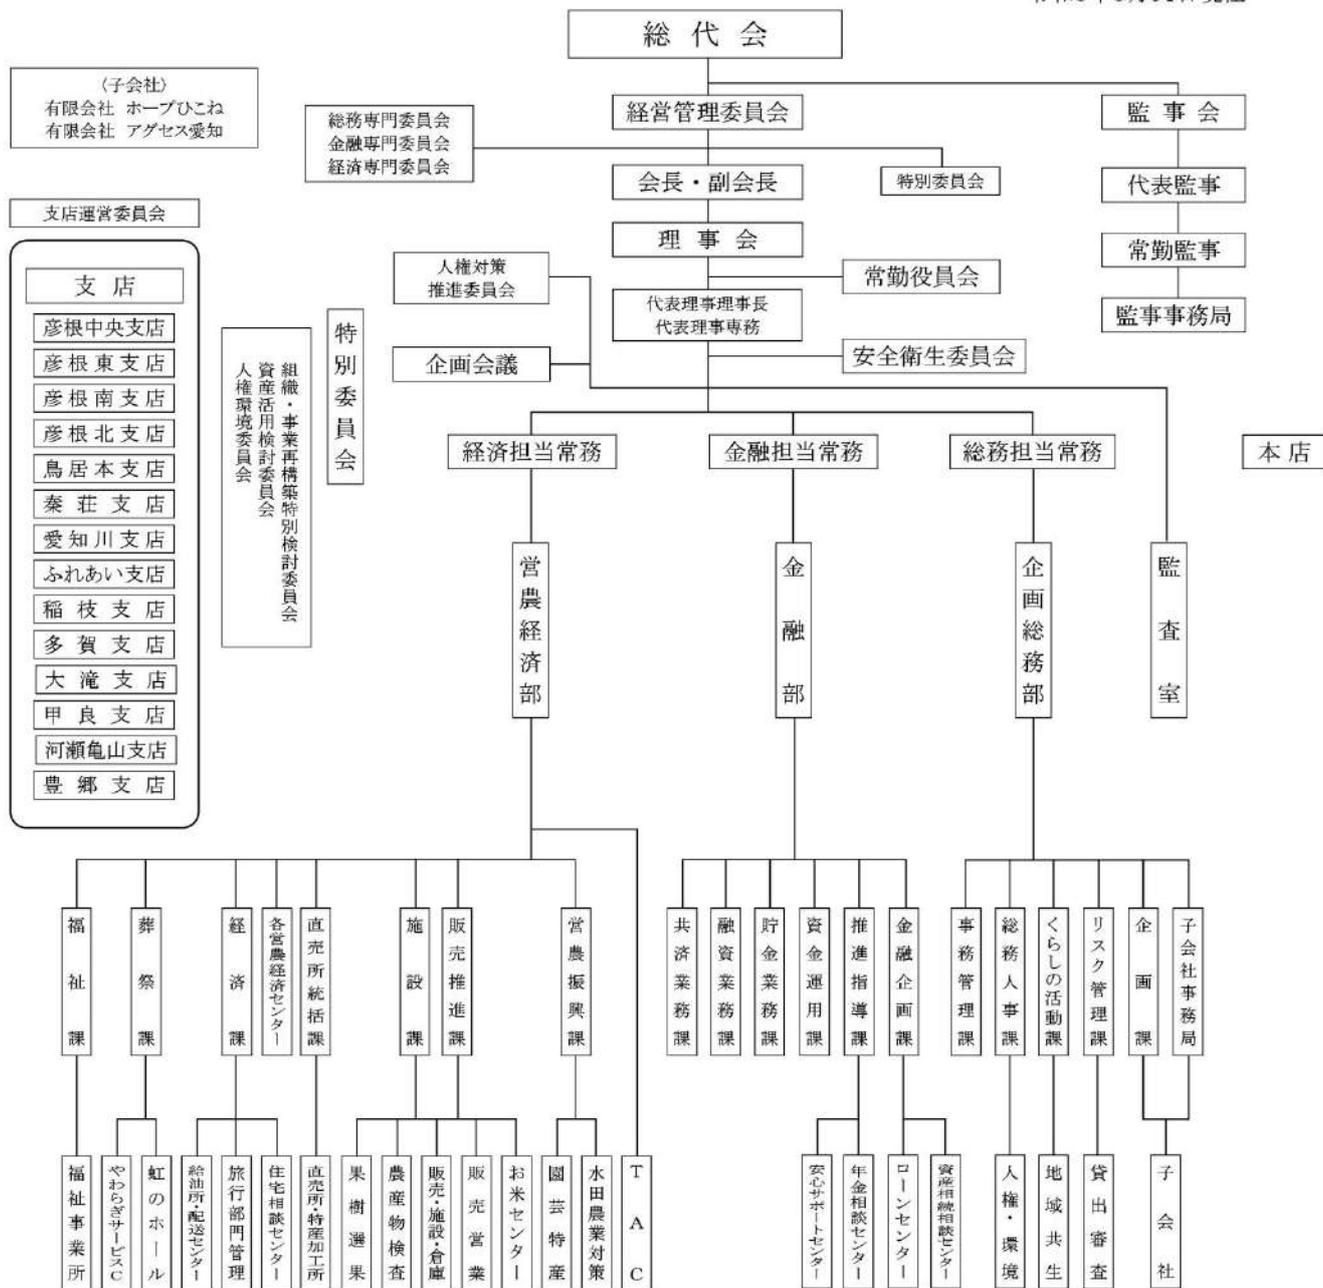 総代会
〈子会社〉
有限会社 ホープひこね
有限会社 アグセス愛知
総務専門委員会
金融専門委員会
経済専門委員会
経営管理委員会
監事会
会長・副会長
特別委員会
代表監事
支店運営委員会
理事会
常勤監事
人権対策
推進委員会
常勤役員会
代表理事理事長
代表理事専務
監事事務局
企画会議
安全衛生委員会
支店
彦根中央支店
彦根東支店
彦根南支店
彦根北支店
鳥居本支店
秦荘支店
愛知川支店
ふれあい支店
稲枝支店
多賀支店
大滝支店
甲良支店
河瀬亀山支店
豊郷支店
特別委員会
組織・事業再構築特別検討委員会
資産活用検討委員会
人権環境委員会
経済担当常務
金融担当常務
総務担当常務
本店
営農経済部
金融部
企画総務部
監査室
福祉課
葬祭課
経済課
各営農経済センター
直売所統括課
施設課
販売推進課
営農振興課
共済業務課
融資業務課
貯金業務課
資金運用課
推進指導課
金融企画課
事務管理課
総務人事課
くらしの活動課
リスク管理課
企画課
子会社事務局
福祉事業所
やわらぎサービスC
虹のホール
給油所・配送センター
旅行部門管理
住宅相談センター
直売所・特産加工所
果樹選果
農産物検査
販売・施設・倉庫
販売営業
お米センター
園芸特産
水田農業対策
TAC
安心サポートセンター
年金相談センター
ローンセンター
資産相続相談センター
人権・環境
地域共生
貸出審査
子会社